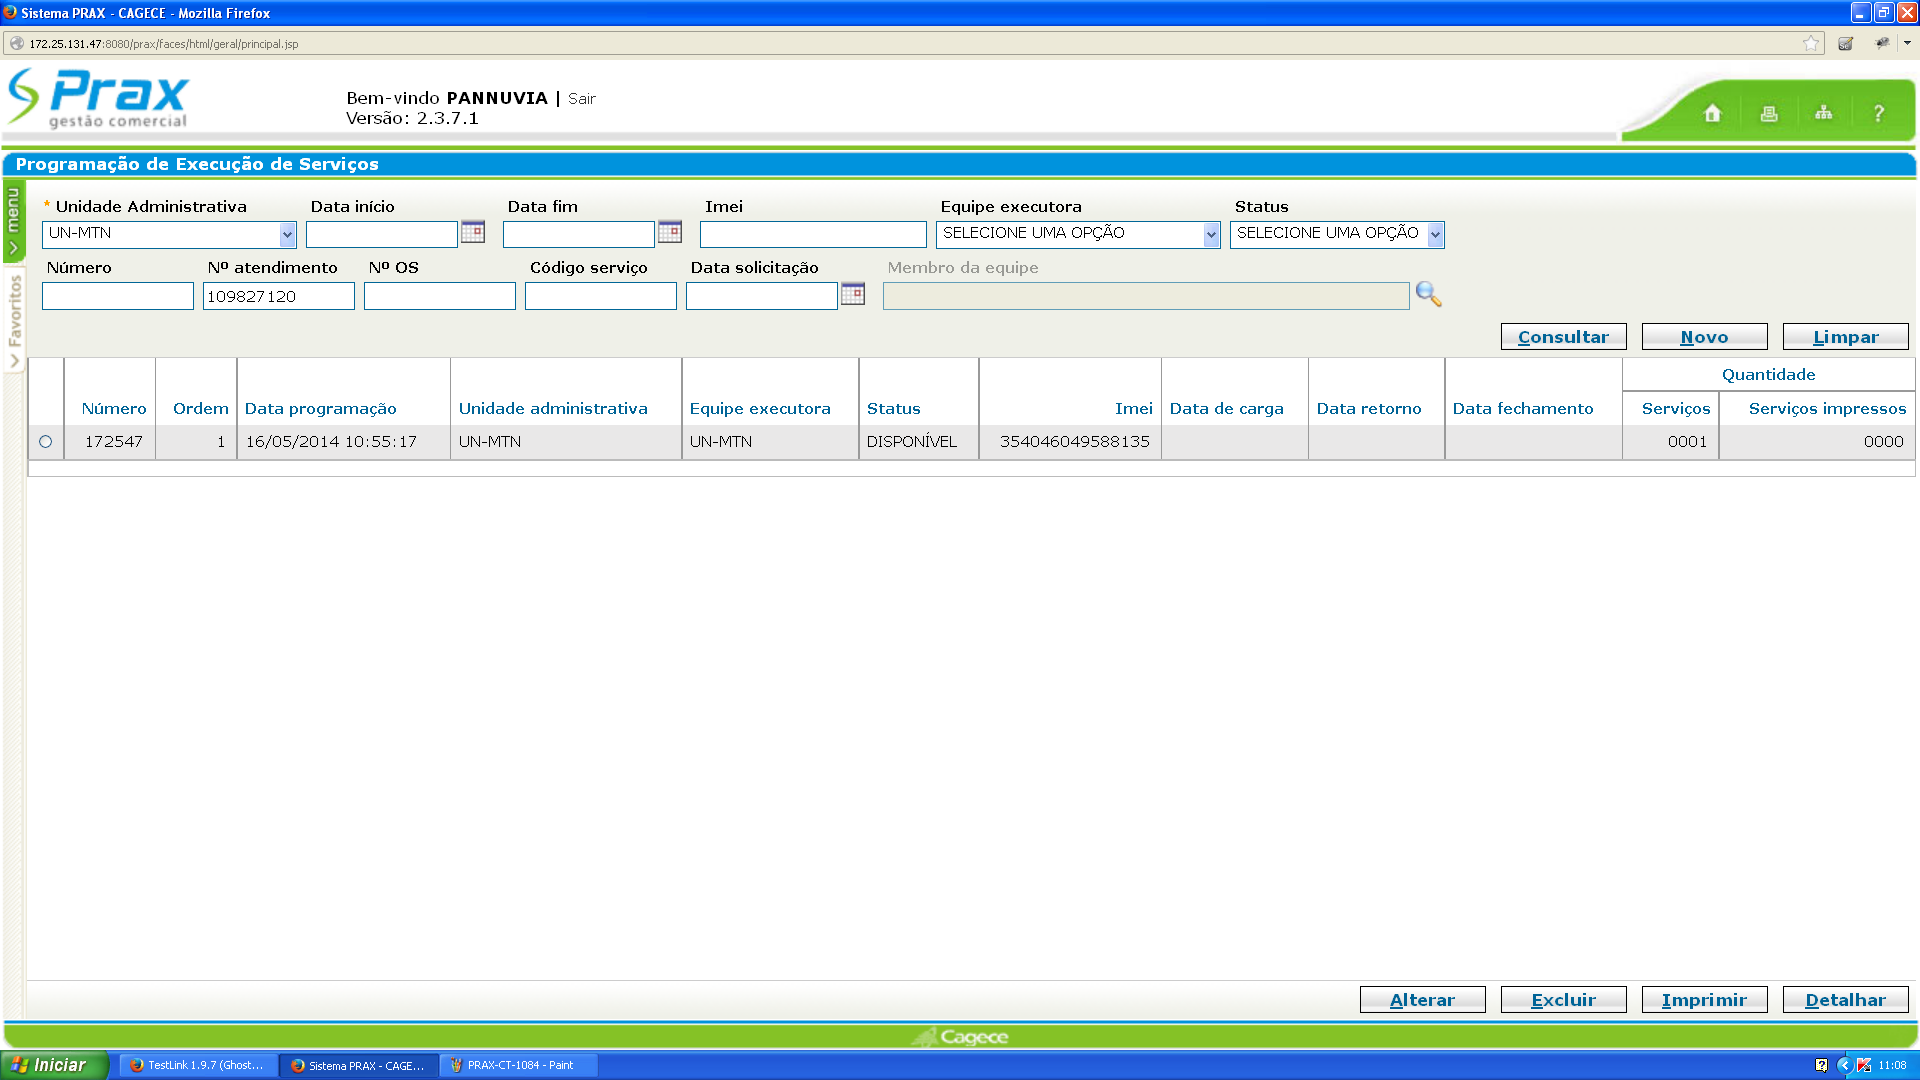 Sistema PRAX - CAGECE - Mozilla Firefox
172.25.131.47:8080/prax/faces/html/geral/principal.jsp
Prax
gestão comercial
Bem-vindo PANNUVIA | Sair
Versão: 2.3.7.1
?
Programação de Execução de Serviços
menu
Favoritos
* Unidade Administrativa Data início Data fim Imei Equipe executora Status
UN-MTN SELECIONE UMA OPÇÃO SELECIONE UMA OPÇÃO
Número Nº atendimento Nº OS Código serviço Data solicitação Membro da equipe
109827120
Consultar Novo Limpar
Quantidade
Número Ordem Data programação Unidade administrativa Equipe executora Status Imei Data de carga Data retorno Data fechamento Serviços Serviços impressos
172547 1 16/05/2014 10:55:17 UN-MTN UN-MTN DISPONÍVEL 354046049588135 0001 0000
Alterar Excluir Imprimir Detalhar
Cagece
Iniciar TestLink 1.9.7 (Ghost... Sistema PRAX - CAGE... PRAX-CT-1084 - Paint 11:08